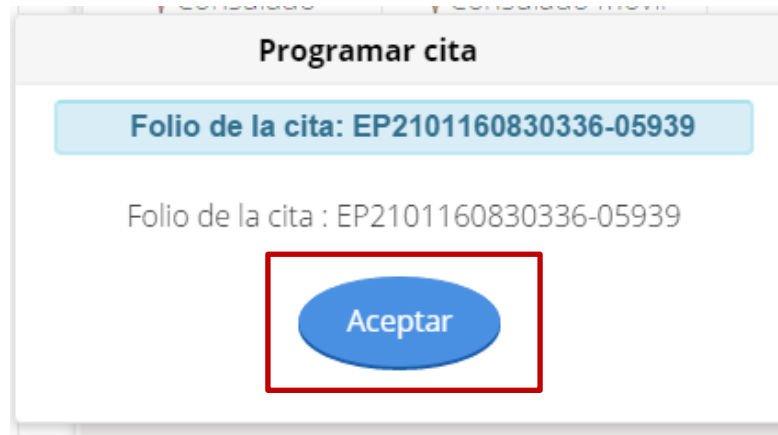 Programar cita
Folio de la cita: EP2101160830336-05939
Folio de la cita : EP2101160830336-05939
Aceptar